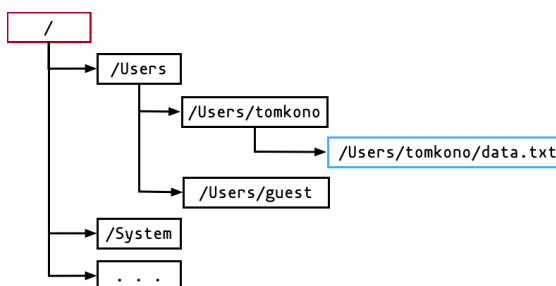 /
/Users
/Users/tomkono
/Users/tomkono/data.txt
/Users/guest
/System
. . .